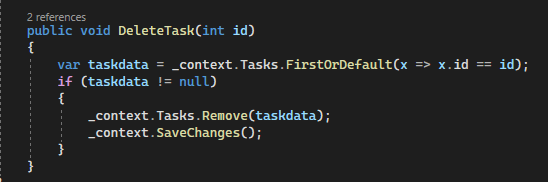 2 references
public void DeleteTask(int id)
{
    var taskdata = _context.Tasks.FirstOrDefault(x => x.id == id);
    if (taskdata != null)
    {
        _context.Tasks.Remove(taskdata);
        _context.SaveChanges();
    }
}